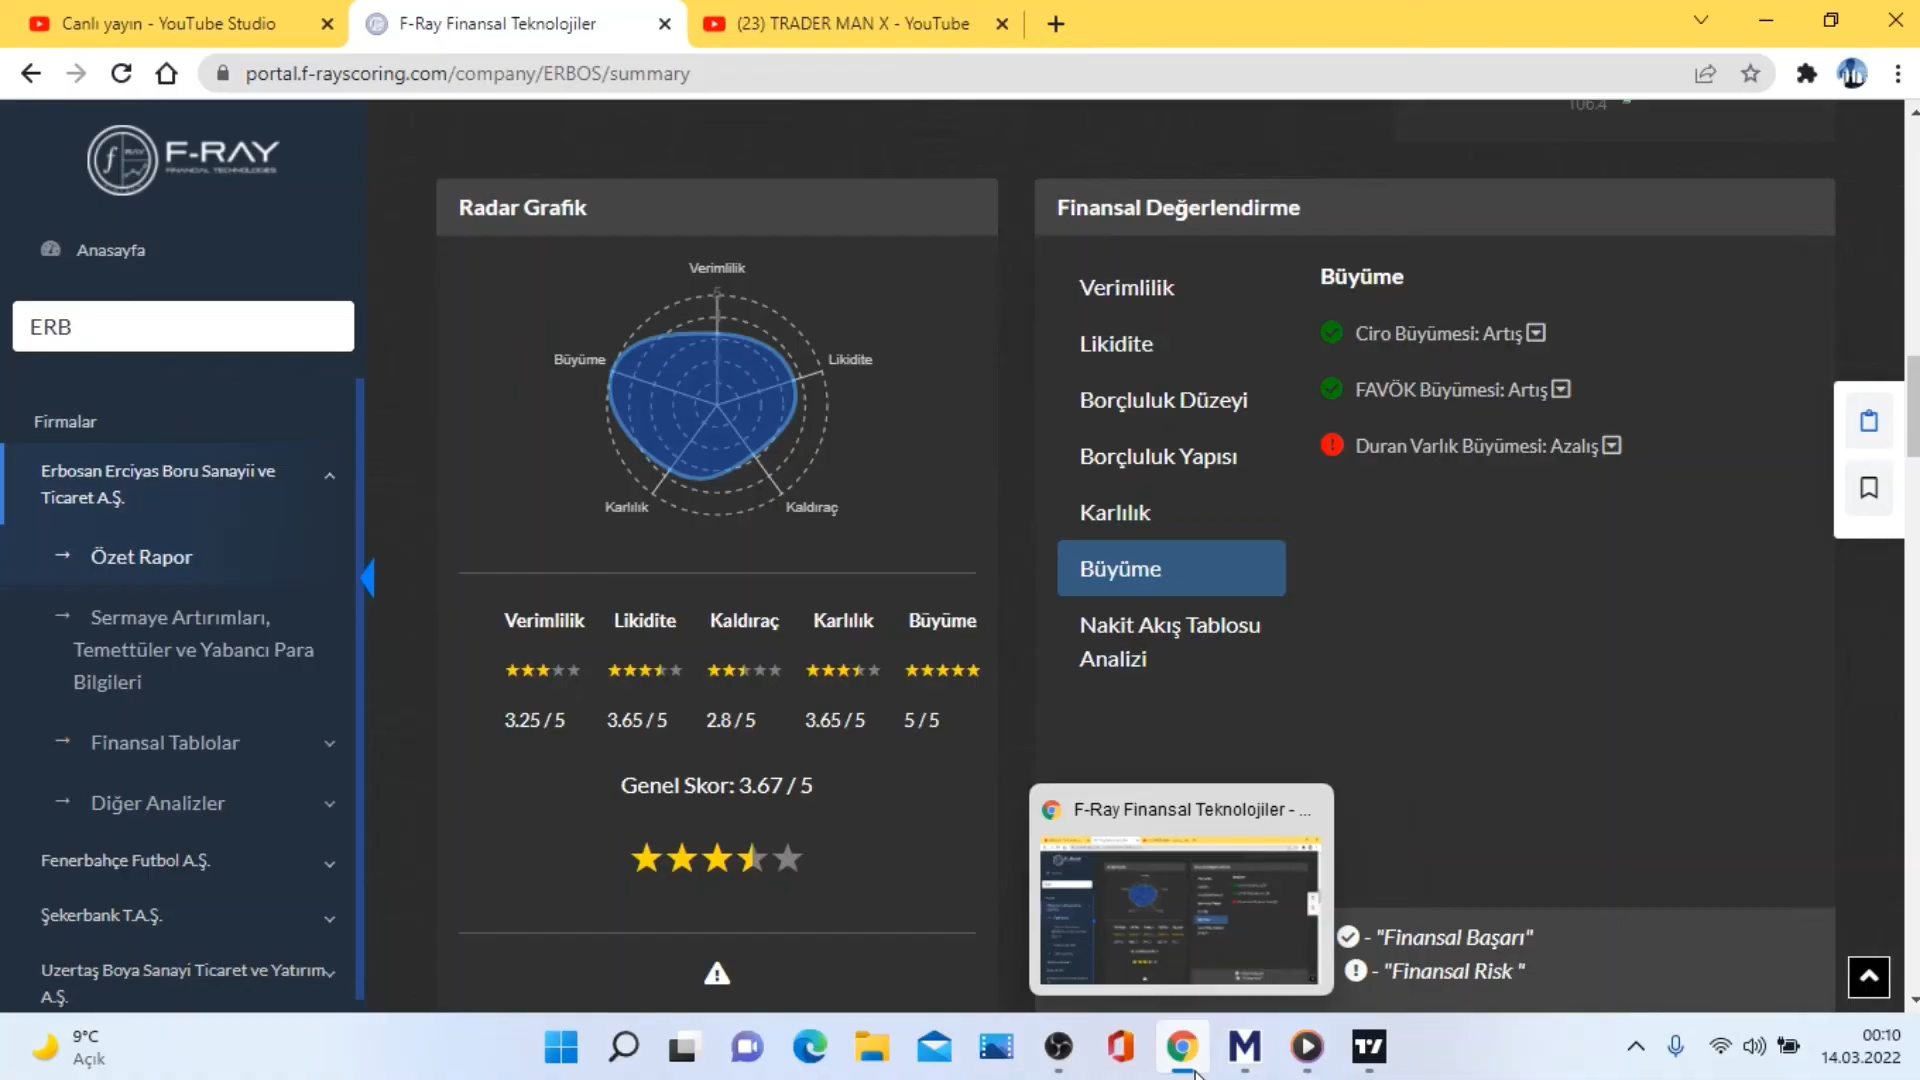 Canlı yayın - YouTube Studio
F-Ray Finansal Teknolojiler
(23) TRADER MAN X - YouTube
portal.f-rayscoring.com/company/ERBOS/summary
F-RAY
FINANCIAL TECHNOLOGIES
Anasayfa
ERB
Firmalar
Erbosan Erciyas Boru Sanayii ve
Ticaret A.Ş.
→ Özet Rapor
→ Sermaye Artırımları,
Temettüler ve Yabancı Para
Bilgileri
→ Finansal Tablolar
→ Diğer Analizler
Fenerbahçe Futbol A.Ş.
Şekerbank T.A.Ş.
Uzertaş Boya Sanayi Ticaret ve Yatırım
A.Ş.
106.4
Radar Grafik
Verimlilik
5
Büyüme
Likidite
Karlılık
Kaldıraç
Verimlilik Likidite Kaldıraç Karlılık Büyüme
3.25 / 5 3.65 / 5 2.8 / 5 3.65 / 5 5 / 5
Genel Skor: 3.67 / 5
Finansal Değerlendirme
Verimlilik
Likidite
Borçluluk Düzeyi
Borçluluk Yapısı
Karlılık
Büyüme
Nakit Akış Tablosu
Analizi
Büyüme
Ciro Büyümesi: Artış
FAVÖK Büyümesi: Artış
Duran Varlık Büyümesi: Azalış
F-Ray Finansal Teknolojiler - ...
- "Finansal Başarı"
- "Finansal Risk "
9°C
Açık
00:10
14.03.2022